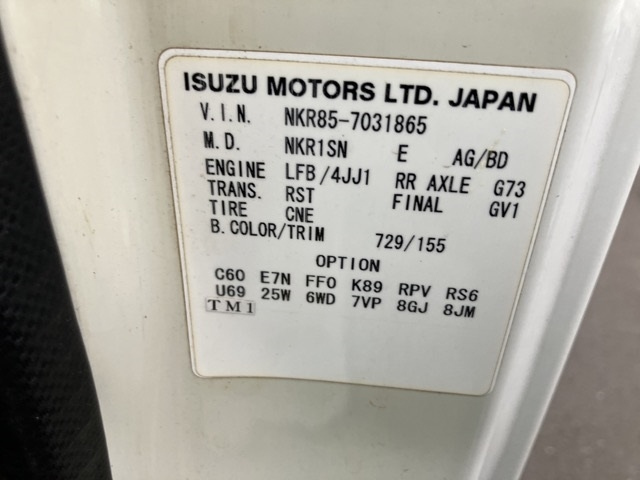 ISUZU MOTORS LTD. JAPAN
V.I.N. NKR85-7031865
M.D. NKR1SN E AG/BD
ENGINE LFB/4JJ1 RR AXLE G73
TRANS. RST FINAL GV1
TIRE CNE
B.COLOR/TRIM 729/155
OPTION
C60 E7N FF0 K89 RPV RS6
U69 25W 6WD 7VP 8GJ 8JM
TM1